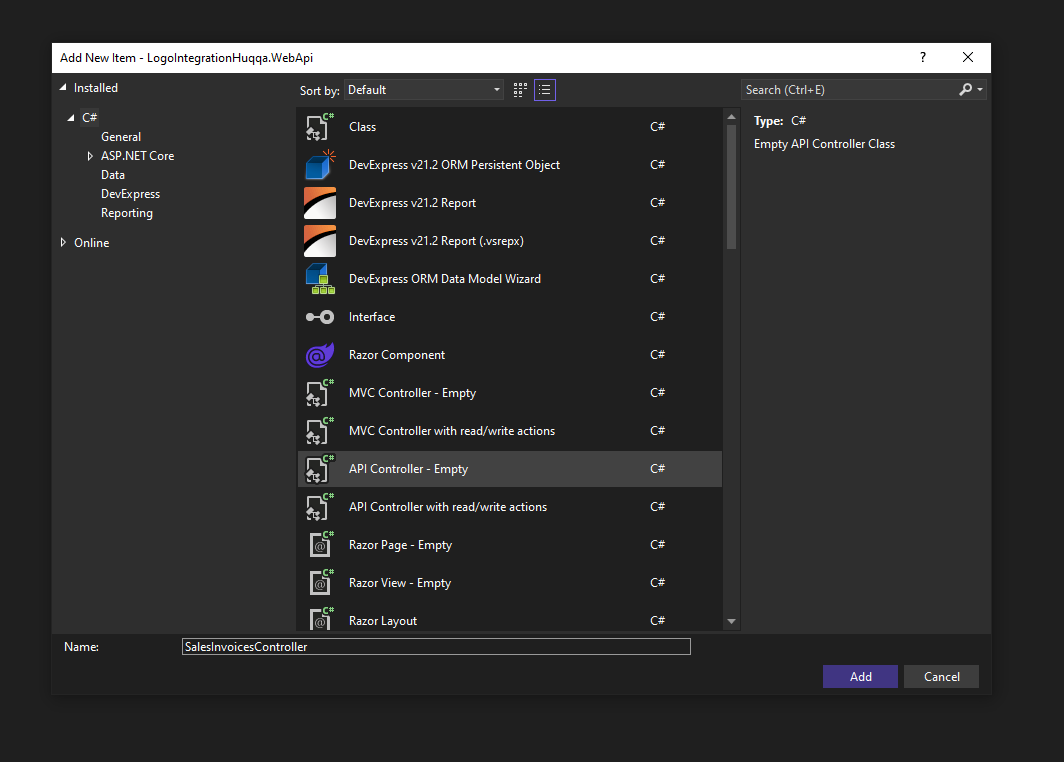 Add New Item - LogoIntegrationHuqqa.WebApi
?
Installed
C#
General
ASP.NET Core
Data
DevExpress
Reporting
Online
Sort by: Default
Search (Ctrl+E)
Class C#
DevExpress v21.2 ORM Persistent Object C#
DevExpress v21.2 Report C#
DevExpress v21.2 Report (.vsrepx) C#
DevExpress ORM Data Model Wizard C#
Interface C#
Razor Component C#
MVC Controller - Empty C#
MVC Controller with read/write actions C#
API Controller - Empty C#
API Controller with read/write actions C#
Razor Page - Empty C#
Razor View - Empty C#
Razor Layout C#
Type: C#
Empty API Controller Class
Name: SalesInvoicesController
Add Cancel